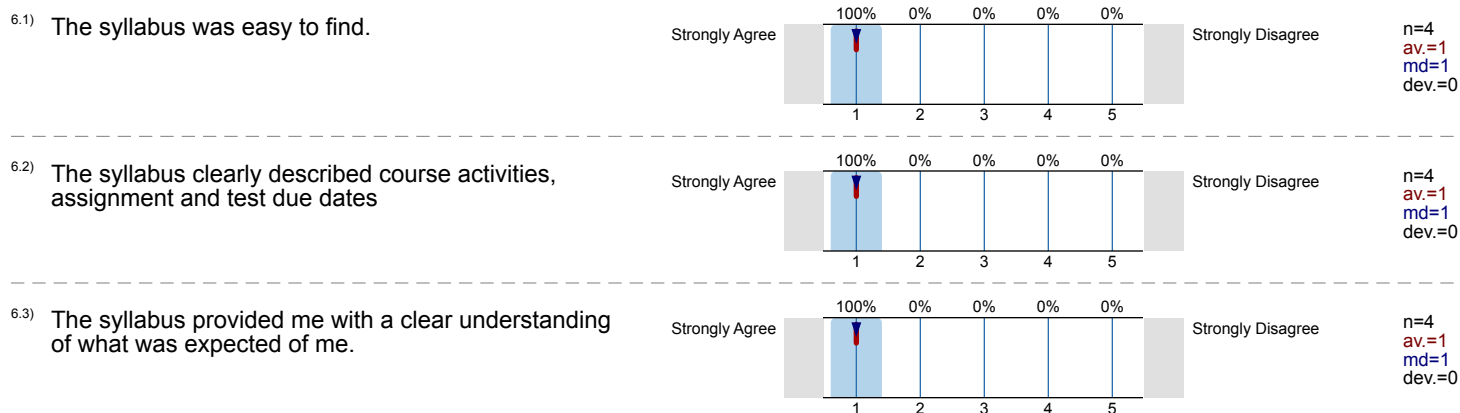 6.1) The syllabus was easy to find.
100% 0% 0% 0% 0%
Strongly Agree Strongly Disagree
n=4
av.=1
md=1
dev.=0
1 2 3 4 5
6.2) The syllabus clearly described course activities,
assignment and test due dates
100% 0% 0% 0% 0%
Strongly Agree Strongly Disagree
n=4
av.=1
md=1
dev.=0
1 2 3 4 5
6.3) The syllabus provided me with a clear understanding
of what was expected of me.
100% 0% 0% 0% 0%
Strongly Agree Strongly Disagree
n=4
av.=1
md=1
dev.=0
1 2 3 4 5